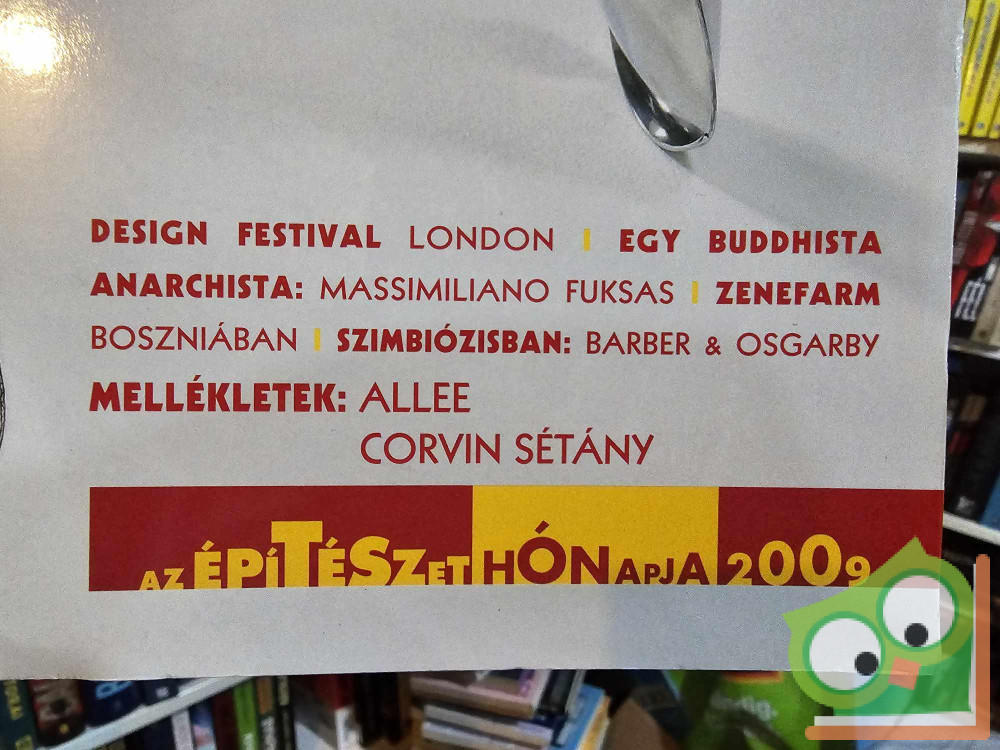 DESIGN FESTIVAL LONDON | EGY BUDDHISTA
ANARCHISTA: MASSIMILIANO FUKSAS | ZENEFARM
BOSZNIÁBAN | SZIMBIÓZISBAN: BARBER & OSGARBY
MELLÉKLETEK: ALLEE
CORVIN SÉTÁNY
AZ ÉPÍTÉSZET HÓNAPJA 2009